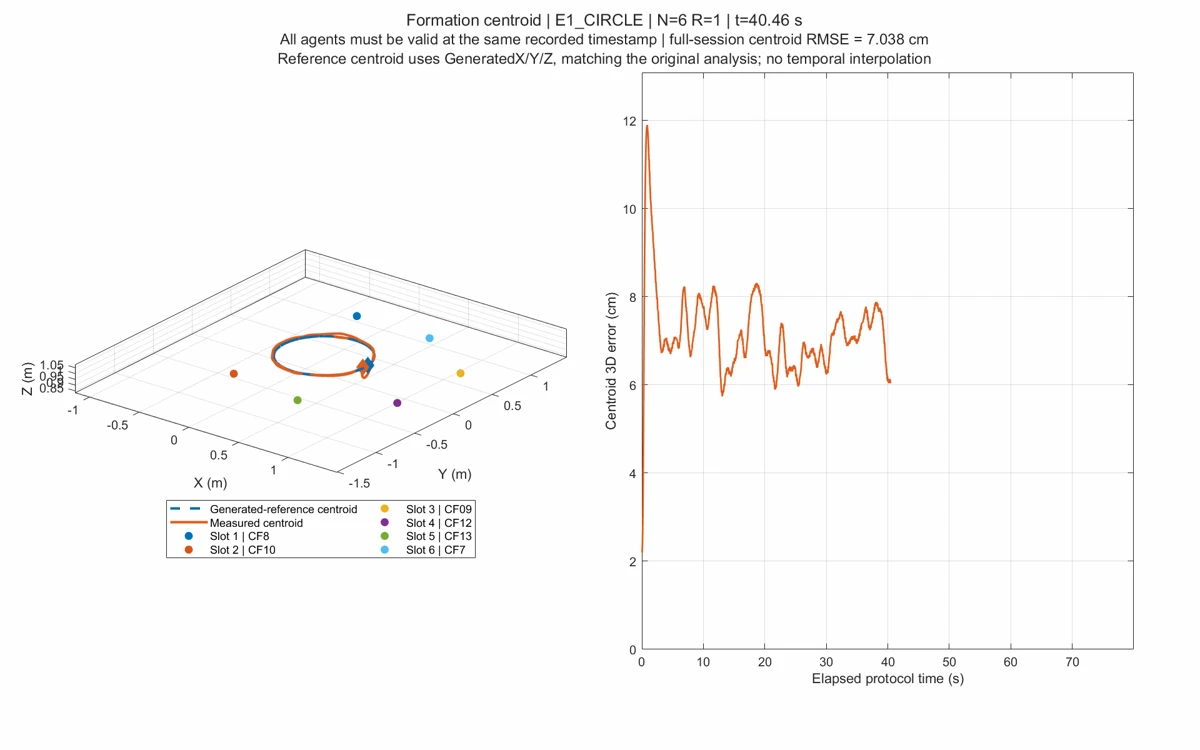 Formation centroid | E1_CIRCLE | N=6 R=1 | t=40.46 s
All agents must be valid at the same recorded timestamp | full-session centroid RMSE = 7.038 cm
Reference centroid uses GeneratedX/Y/Z, matching the original analysis; no temporal interpolation
Z (m)
1.05
0.95
0.85
-1
-0.5
0
0.5
1
X (m)
-1.5
-1
-0.5
0
0.5
1
Y (m)
Generated-reference centroid
Measured centroid
Slot 1 | CF8
Slot 2 | CF10
Slot 3 | CF09
Slot 4 | CF12
Slot 5 | CF13
Slot 6 | CF7
Centroid 3D error (cm)
12
10
8
6
4
2
0
0 10 20 30 40 50 60 70
Elapsed protocol time (s)